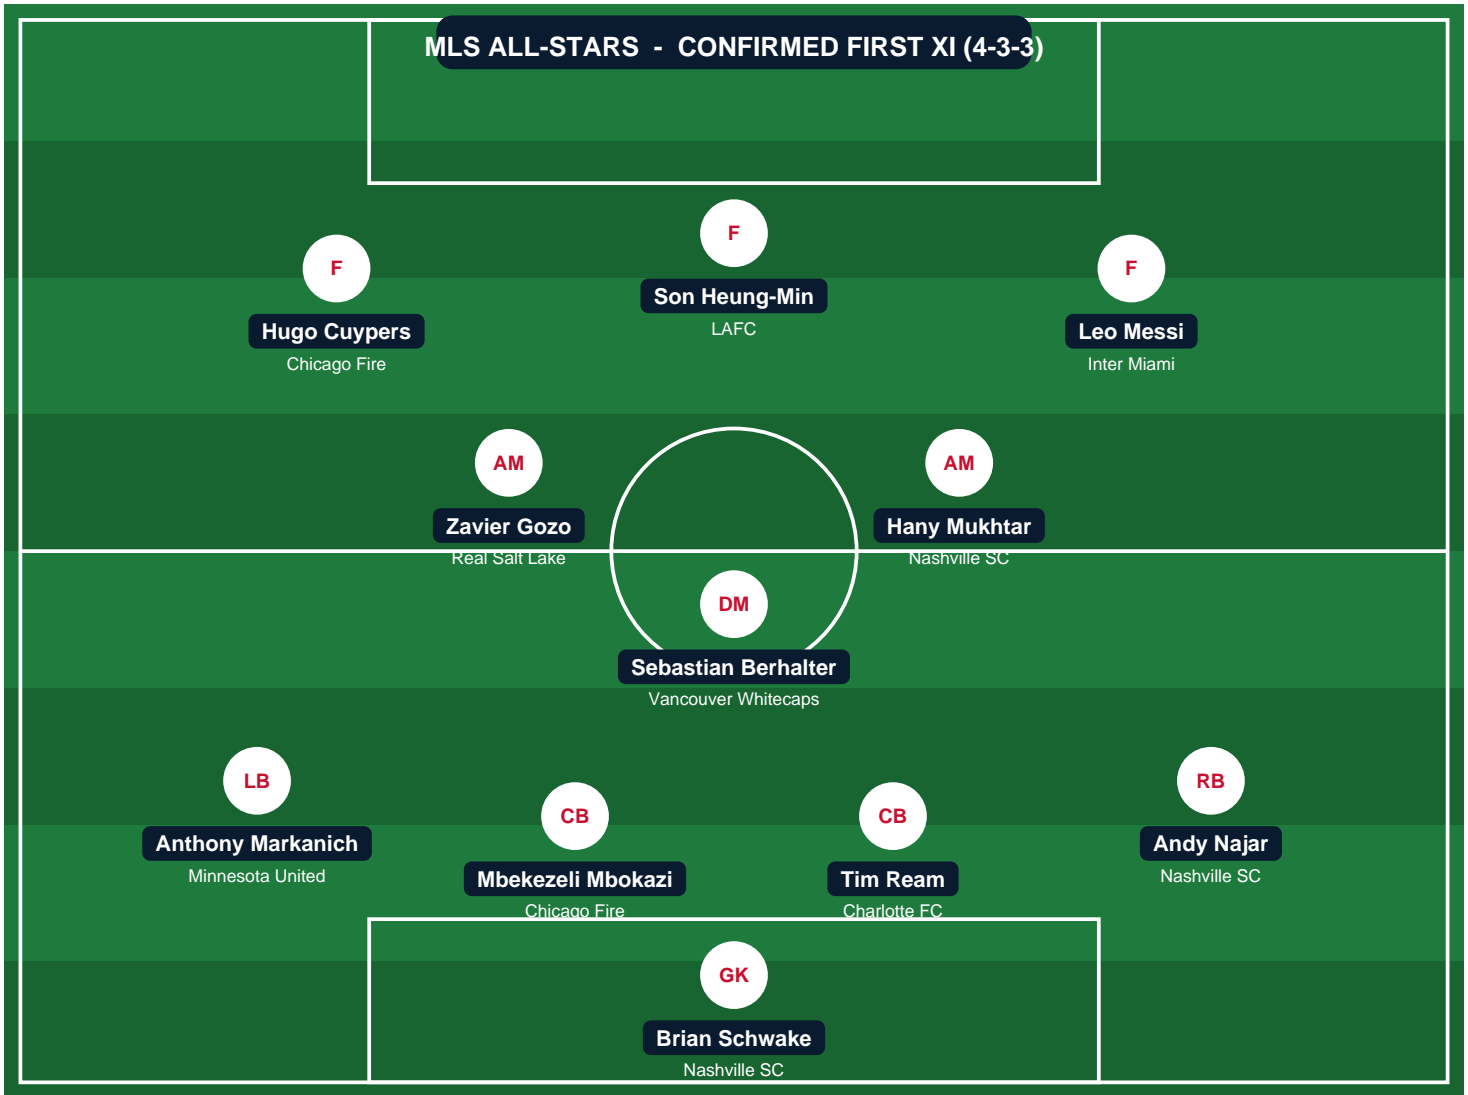 MLS ALL-STARS - CONFIRMED FIRST XI (4-3-3)
F
Son Heung-Min
LAFC
F
Hugo Cuypers
Chicago Fire
F
Leo Messi
Inter Miami
AM
Zavier Gozo
Real Salt Lake
AM
Hany Mukhtar
Nashville SC
DM
Sebastian Berhalter
Vancouver Whitecaps
LB
Anthony Markanich
Minnesota United
CB
Mbekezeli Mbokazi
Chicago Fire
CB
Tim Ream
Charlotte FC
RB
Andy Najar
Nashville SC
GK
Brian Schwake
Nashville SC